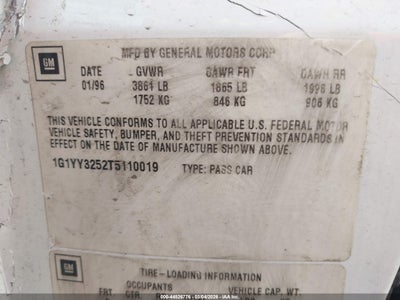 MFD BY GENERAL MOTORS CORP
GM
DATE GVWR GAWR FRT GAWR RR
01/96 3861 LB 1865 LB 1996 LB
1752 KG 846 KG 906 KG
THIS VEHICLE CONFORMS TO ALL APPLICABLE U.S. FEDERAL MOTOR
VEHICLE SAFETY, BUMPER, AND THEFT PREVENTION STANDARDS IN
EFFECT ON THE DATE OF MANUFACTURE SHOWN ABOVE.
1G1YY3252T5110019 TYPE: PASS CAR
GM
TIRE-LOADING INFORMATION
OCCUPANTS VEHICLE CAP. WT.
FRT. CTR.